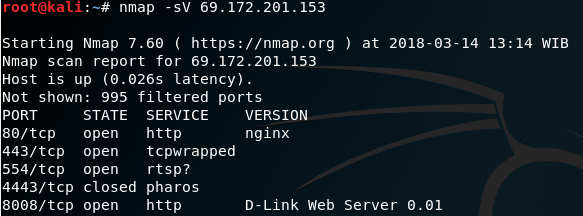 root@kali:~# nmap -sV 69.172.201.153
Starting Nmap 7.60 ( https://nmap.org ) at 2018-03-14 13:14 WIB
Nmap scan report for 69.172.201.153
Host is up (0.026s latency).
Not shown: 995 filtered ports
PORT     STATE  SERVICE    VERSION
80/tcp   open   http       nginx
443/tcp  open   tcpwrapped
554/tcp  open   rtsp?
4443/tcp closed pharos
8008/tcp open   http       D-Link Web Server 0.01